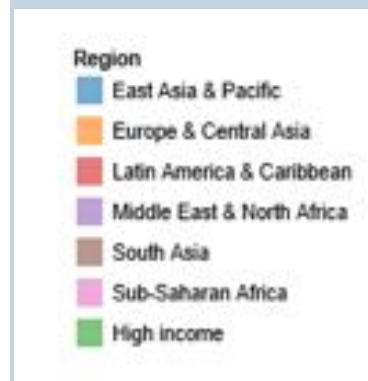 Region
East Asia & Pacific
Europe & Central Asia
Latin America & Caribbean
Middle East & North Africa
South Asia
Sub-Saharan Africa
High income